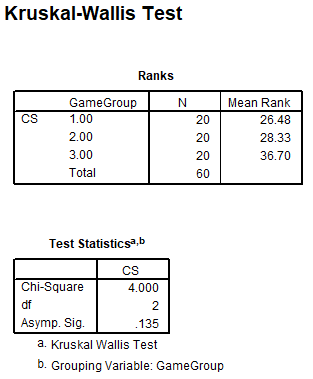 Kruskal-Wallis Test
Ranks
GameGroup N Mean Rank
CS 1.00 20 26.48
2.00 20 28.33
3.00 20 36.70
Total 60
Test Statisticsa,b
CS
Chi-Square 4.000
df 2
Asymp. Sig. .135
a. Kruskal Wallis Test
b. Grouping Variable: GameGroup